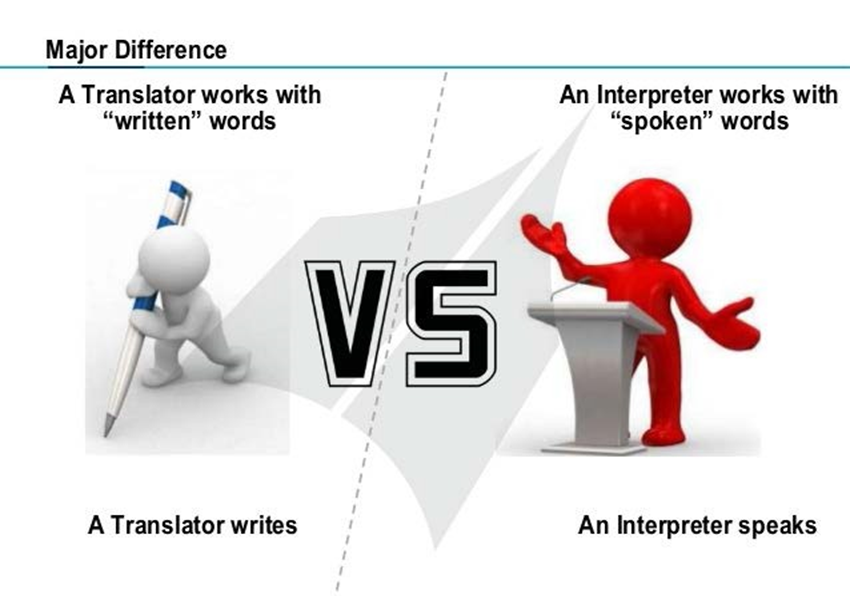 Major Difference
A Translator works with
“written” words
An Interpreter works with
“spoken” words
VS
A Translator writes
An Interpreter speaks